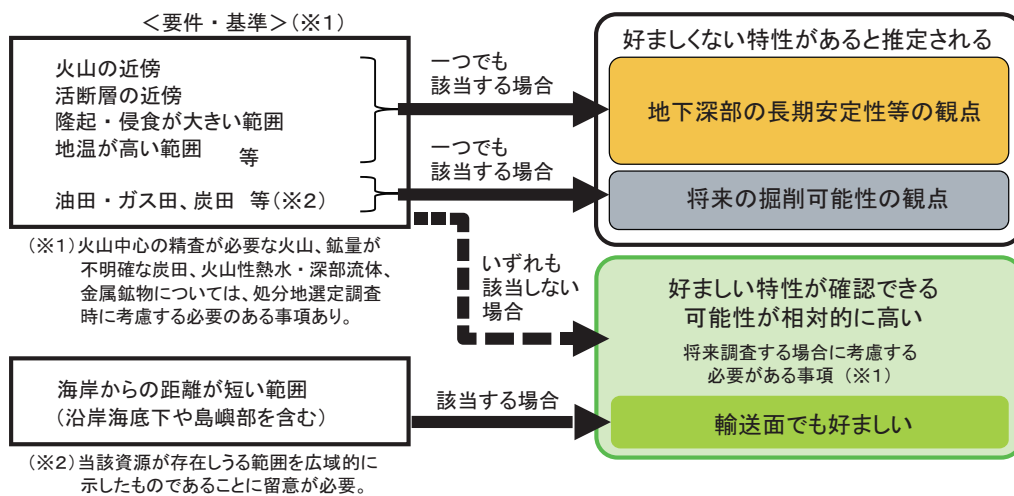 <要件・基準>(※1)
火山の近傍
活断層の近傍
隆起・侵食が大きい範囲
地温が高い範囲 等
油田・ガス田、炭田 等(※2)
一つでも
該当する場合
一つでも
該当する場合
好ましくない特性があると推定される
地下深部の長期安定性等の観点
将来の掘削可能性の観点
(※1)火山中心の精査が必要な火山、鉱量が
不明確な炭田、火山性熱水・深部流体、
金属鉱物については、処分地選定調査
時に考慮する必要のある事項あり。
いずれも
該当しない
場合
好ましい特性が確認できる
可能性が相対的に高い
将来調査する場合に考慮する
必要がある事項 (※1)
海岸からの距離が短い範囲
(沿岸海底下や島嶼部を含む)
該当する場合
輸送面でも好ましい
(※2)当該資源が存在しうる範囲を広域的に
示したものであることに留意が必要。